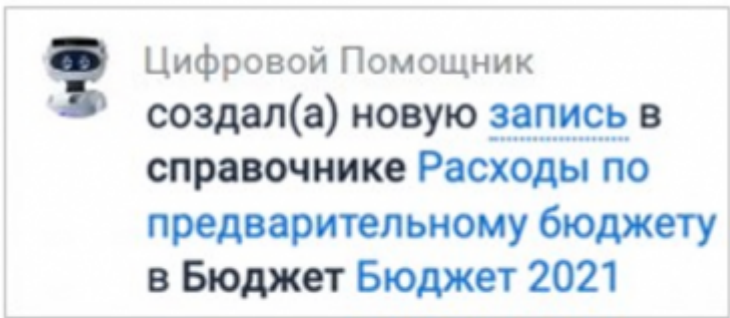 Цифровой Помощник
создал(а) новую запись в
справочнике Расходы по
предварительному бюджету
в Бюджет Бюджет 2021